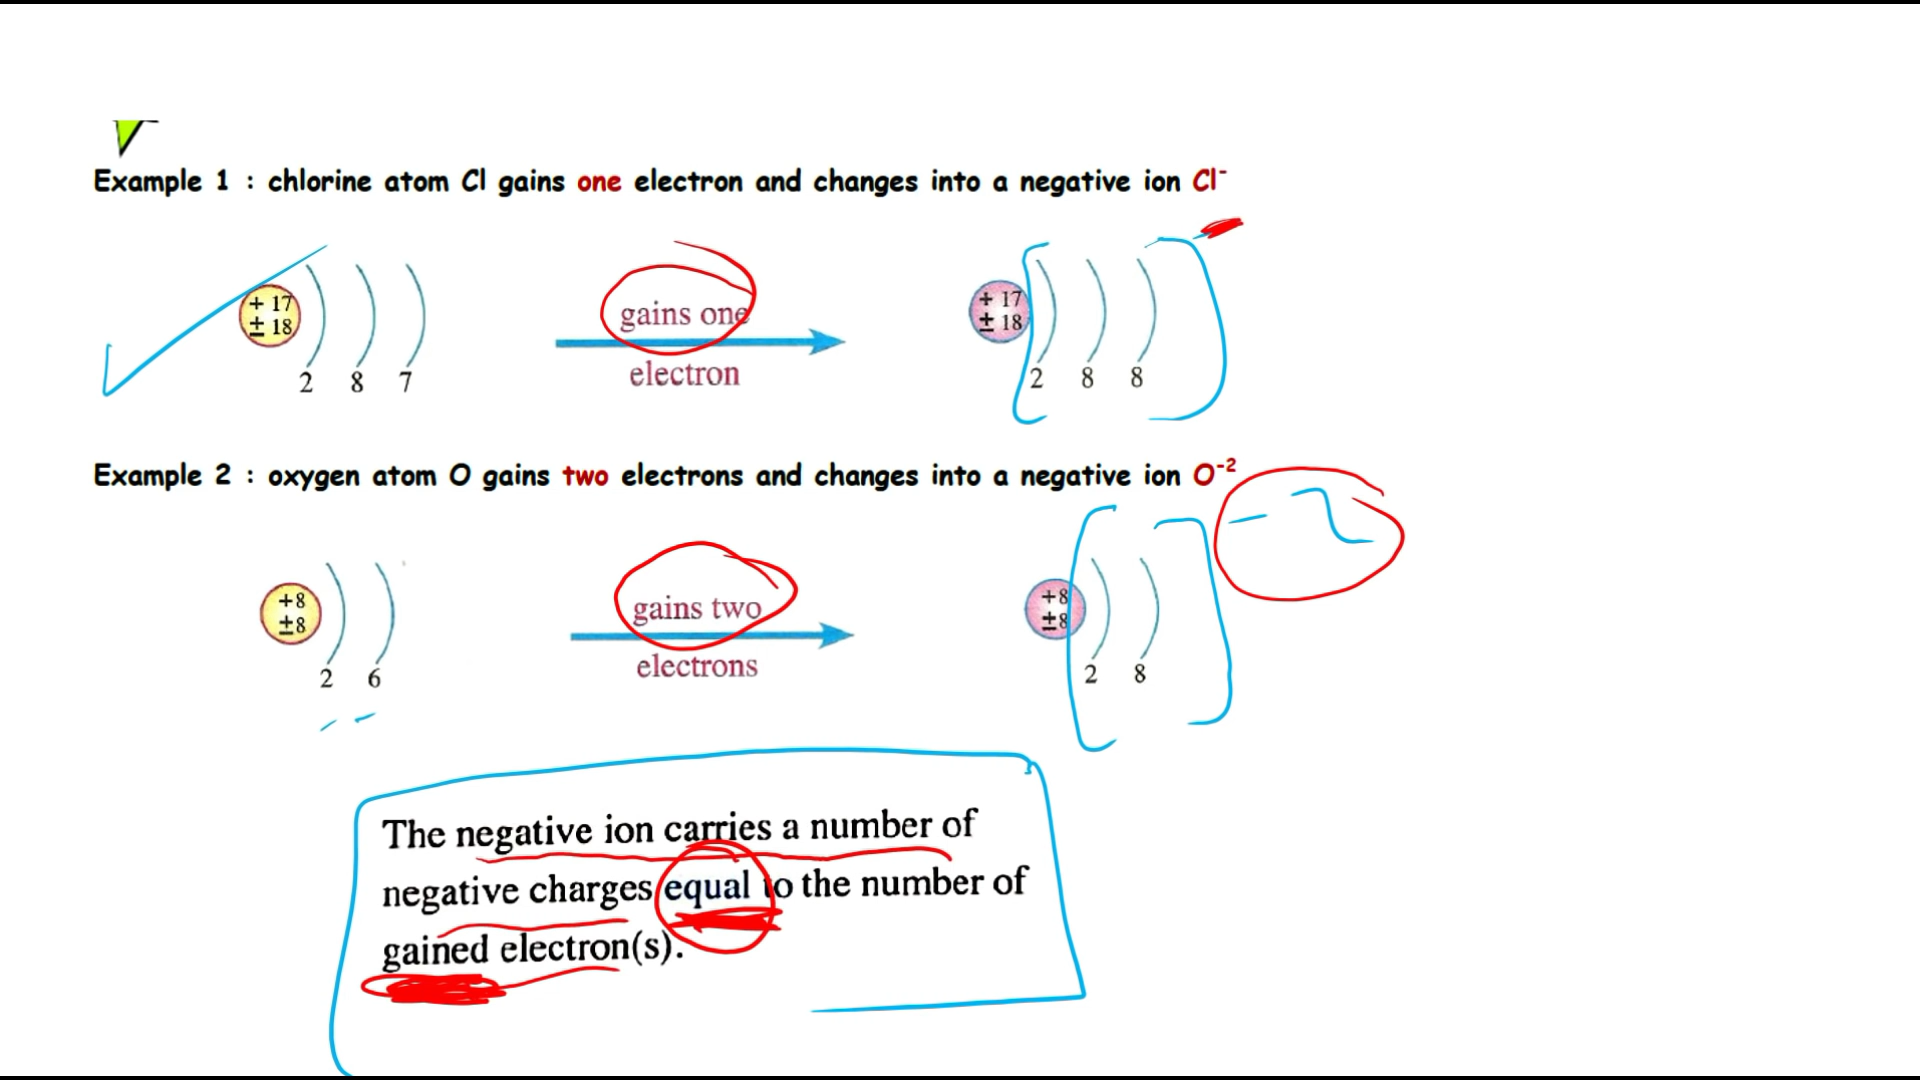 Example 1 : chlorine atom Cl gains one electron and changes into a negative ion Cl⁻
+ 17
± 18
2 8 7
gains one
electron
+ 17
± 18
2 8 8
Example 2 : oxygen atom O gains two electrons and changes into a negative ion O⁻²
- 2
+8
±8
2 6
gains two
electrons
+8
±8
2 8
The negative ion carries a number of
negative charges equal to the number of
gained electron(s).